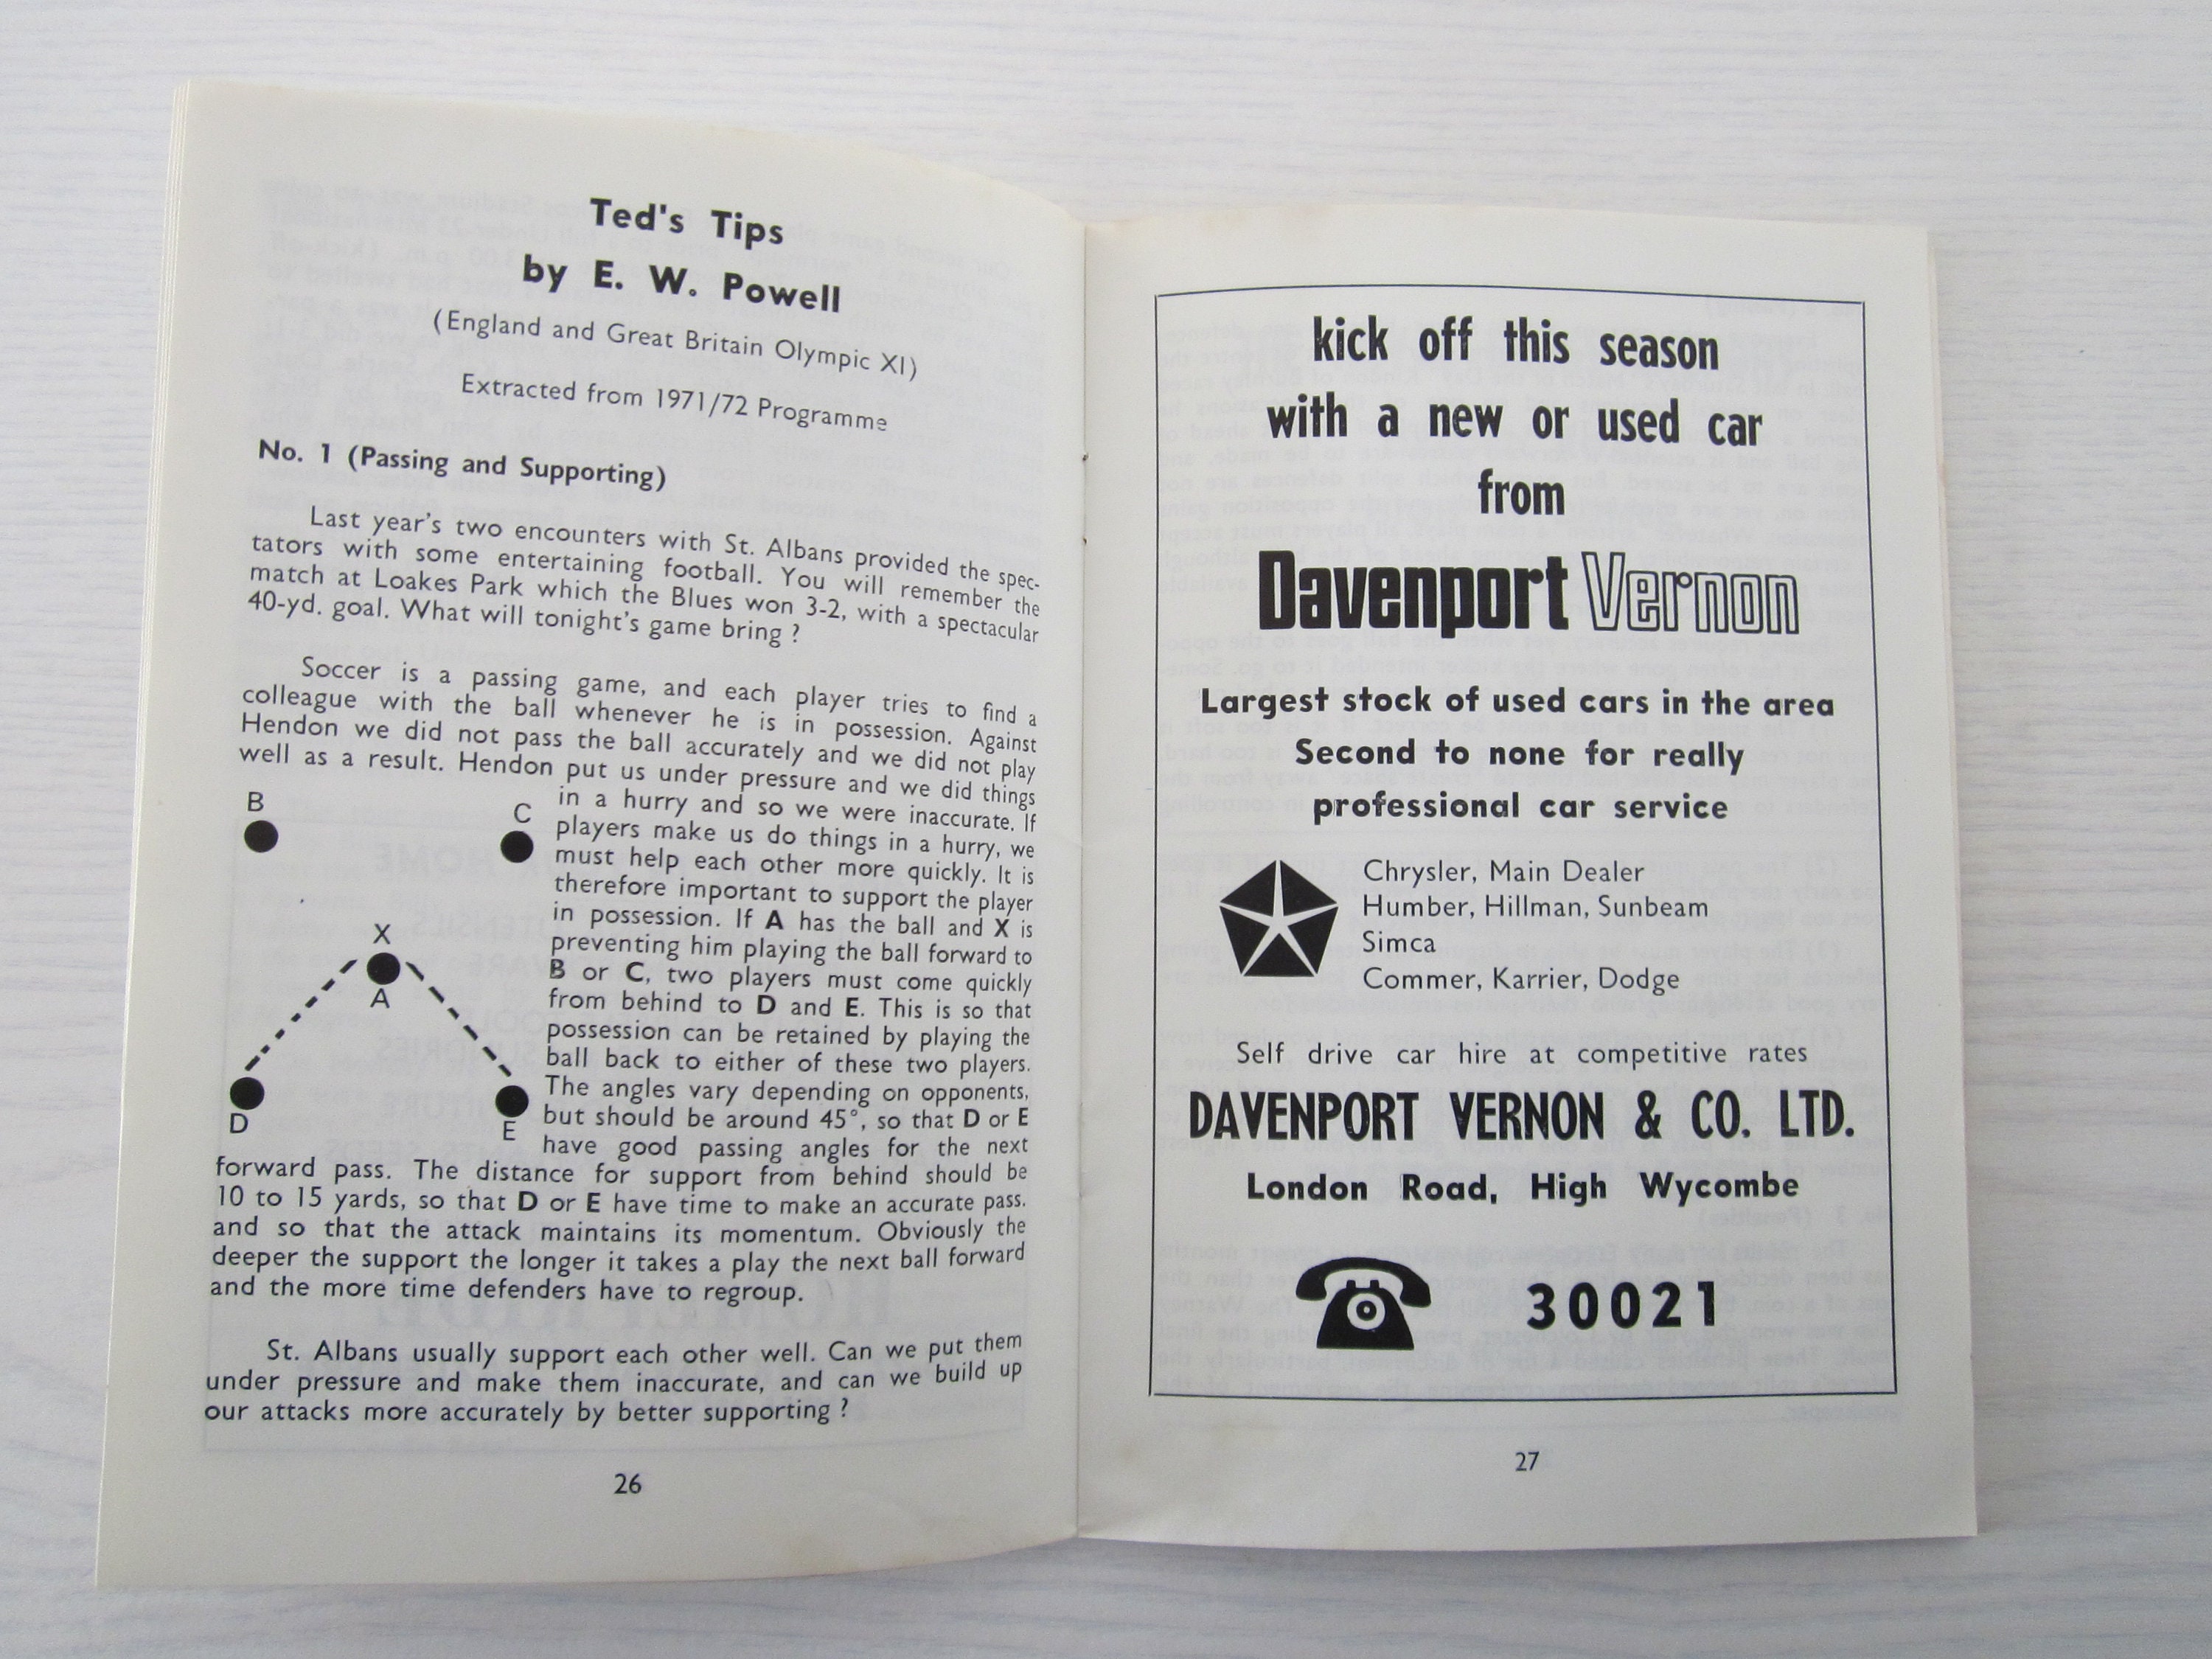 Ted's Tips
by E. W. Powell
(England and Great Britain Olympic XI)
Extracted from 1971/72 Programme
No. 1 (Passing and Supporting)
Last year's two encounters with St. Albans provided the spec-
tators with some entertaining football. You will remember the
match at Loakes Park which the Blues won 3-2, with a spectacular
40-yd. goal. What will tonight's game bring ?
Soccer is a passing game, and each player tries to find a
colleague with the ball whenever he is in possession. Against
Hendon we did not pass the ball accurately and we did not play
well as a result. Hendon put us under pressure and we did things
in a hurry and so we were inaccurate. If
players make us do things in a hurry, we
must help each other more quickly. It is
therefore important to support the player
in possession. If A has the ball and X is
preventing him playing the ball forward to
B or C, two players must come quickly
from behind to D and E. This is so that
possession can be retained by playing the
ball back to either of these two players.
The angles vary depending on opponents,
but should be around 45°, so that D or E
have good passing angles for the next
forward pass. The distance for support from behind should be
10 to 15 yards, so that D or E have time to make an accurate pass.
and so that the attack maintains its momentum. Obviously the
deeper the support the longer it takes a play the next ball forward
and the more time defenders have to regroup.
B
C
X
A
D
E
St. Albans usually support each other well. Can we put them
under pressure and make them inaccurate, and can we build up
our attacks more accurately by better supporting ?
26
kick off this season
with a new or used car
from
Davenport Vernon
Largest stock of used cars in the area
Second to none for really
professional car service
Chrysler, Main Dealer
Humber, Hillman, Sunbeam
Simca
Commer, Karrier, Dodge
Self drive car hire at competitive rates
DAVENPORT VERNON & CO. LTD.
London Road, High Wycombe
30021
27